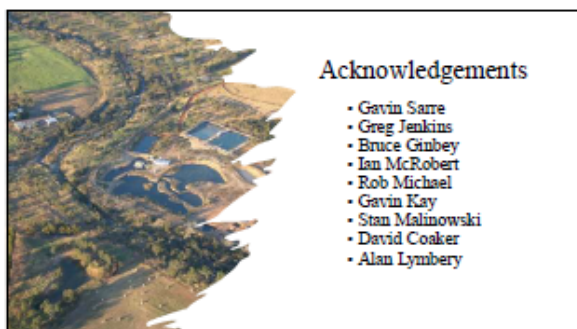 Acknowledgements
• Gavin Sarre
• Greg Jenkins
• Bruce Ginbey
• Ian McRobert
• Rob Michael
• Gavin Kay
• Stan Malinowski
• David Coaker
• Alan Lymbery